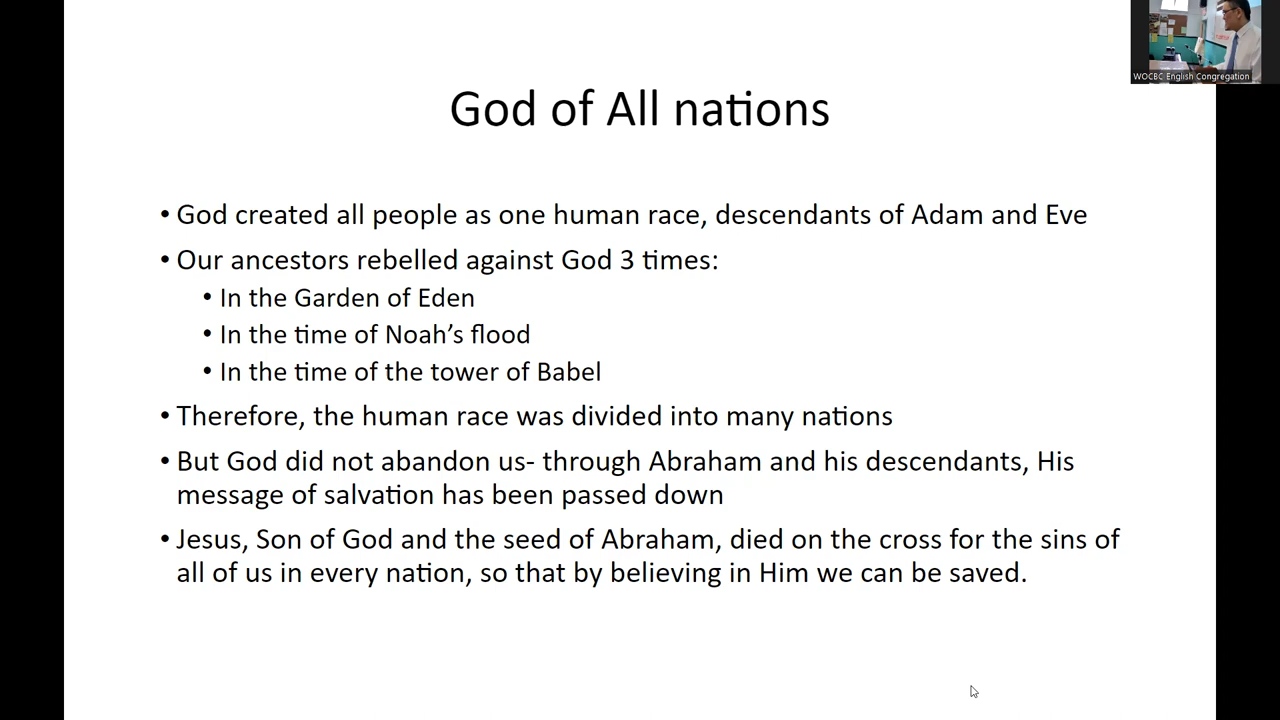 WOCBC English Congregation
God of All nations
• God created all people as one human race, descendants of Adam and Eve
• Our ancestors rebelled against God 3 times:
• In the Garden of Eden
• In the time of Noah’s flood
• In the time of the tower of Babel
• Therefore, the human race was divided into many nations
• But God did not abandon us- through Abraham and his descendants, His
message of salvation has been passed down
• Jesus, Son of God and the seed of Abraham, died on the cross for the sins of
all of us in every nation, so that by believing in Him we can be saved.